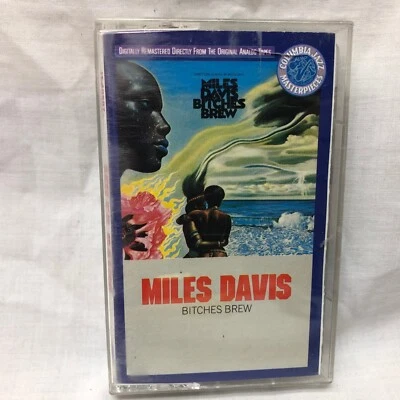 DIGITALLY REMASTERED DIRECTLY FROM THE ORIGINAL ANALOG TAPES
COLUMBIA JAZZ
MASTERPIECES
MILES
DAVIS
BITCHES
BREW
MILES DAVIS
BITCHES BREW